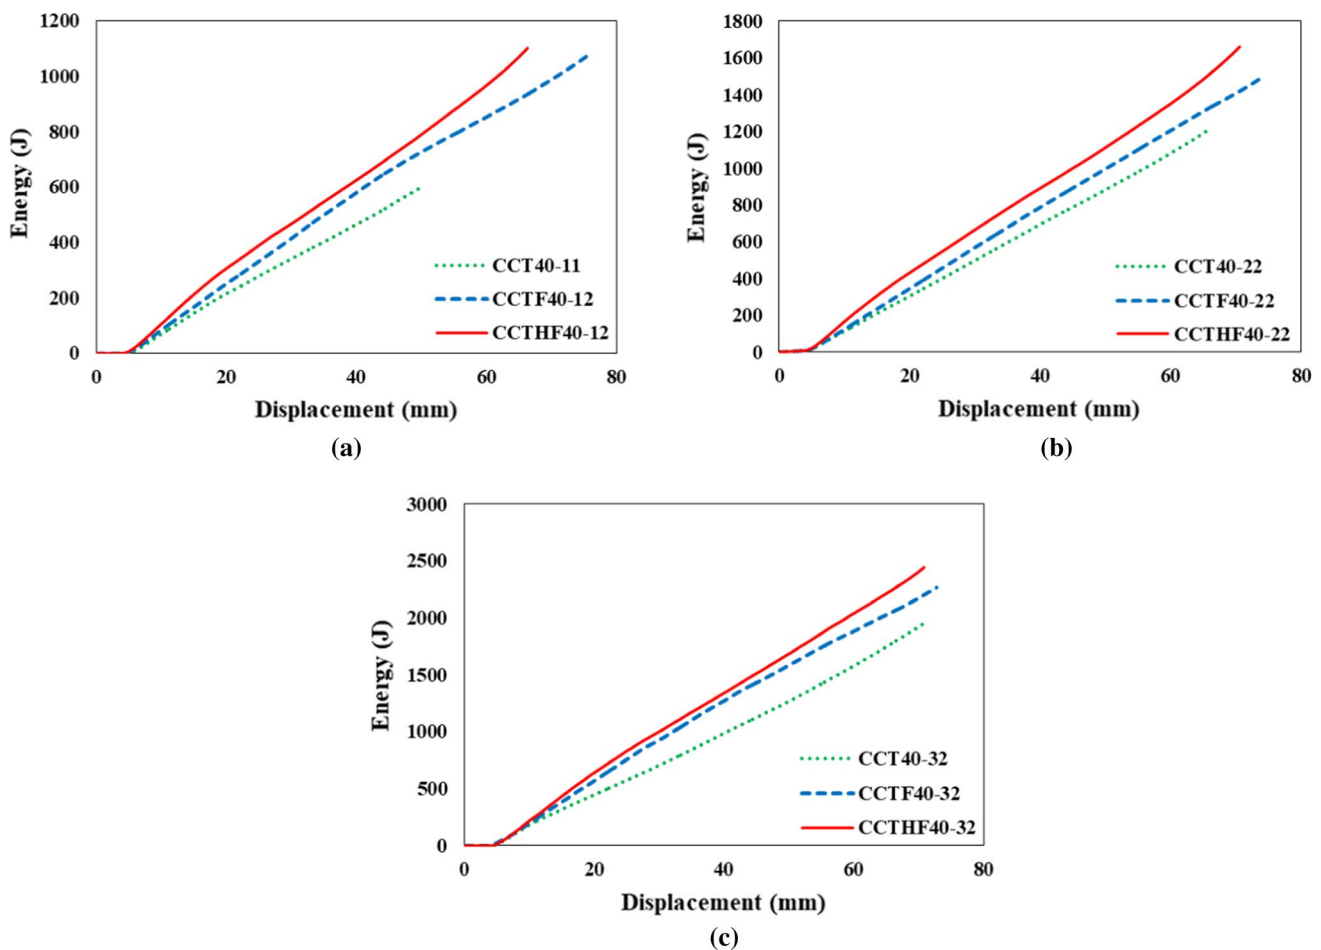 1200
1000
800
600
400
200
0
Energy (J)
0 20 40 60 80
Displacement (mm)
CCT40-11
CCTF40-12
CCTHF40-12
(a)
1800
1600
1400
1200
1000
800
600
400
200
0
Energy (J)
0 20 40 60 80
Displacement (mm)
CCT40-22
CCTF40-22
CCTHF40-22
(b)
3000
2500
2000
1500
1000
500
0
Energy (J)
0 20 40 60 80
Displacement (mm)
CCT40-32
CCTF40-32
CCTHF40-32
(c)